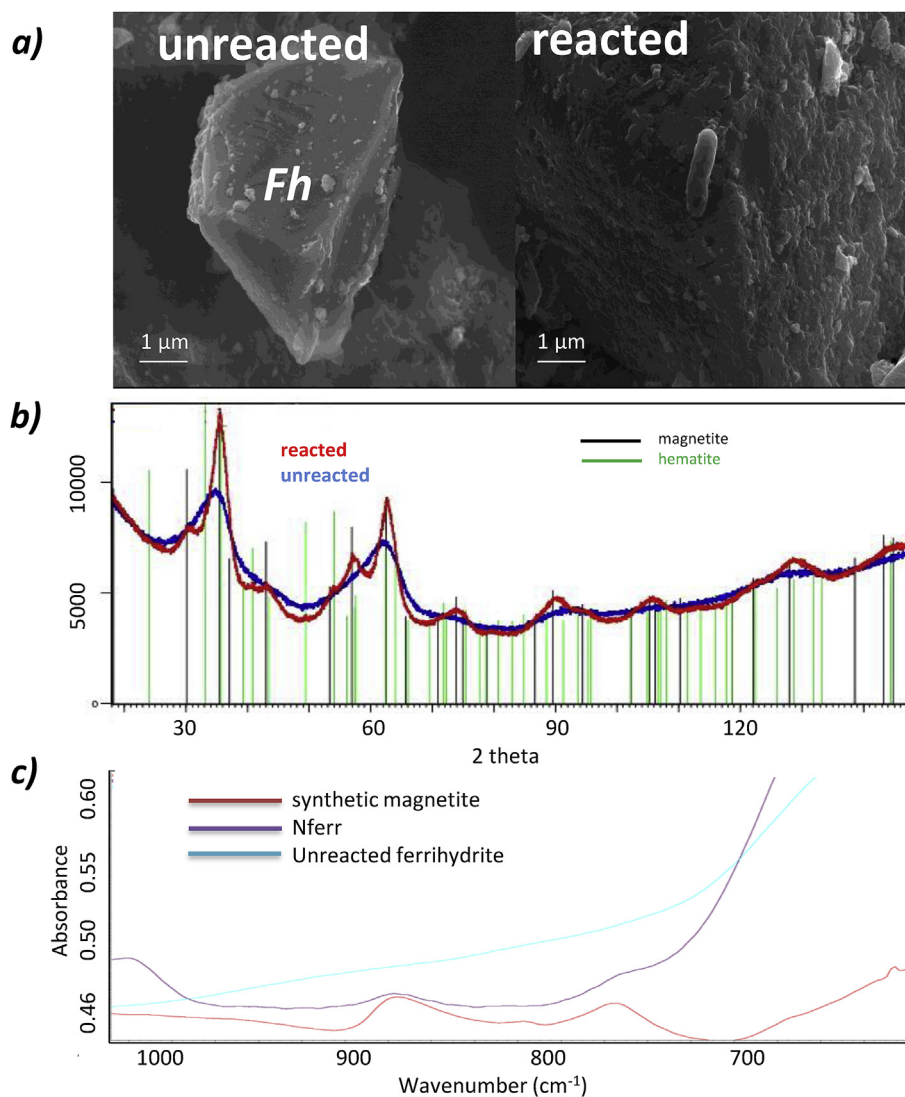 a)
unreacted
reacted
Fh
1 µm
1 µm
b)
reacted
unreacted
magnetite
hematite
10000
5000
0
30
60
90
120
2 theta
c)
synthetic magnetite
Nferr
Unreacted ferrihydrite
Absorbance
0.60
0.55
0.50
0.46
1000
900
800
700
Wavenumber (cm⁻¹)